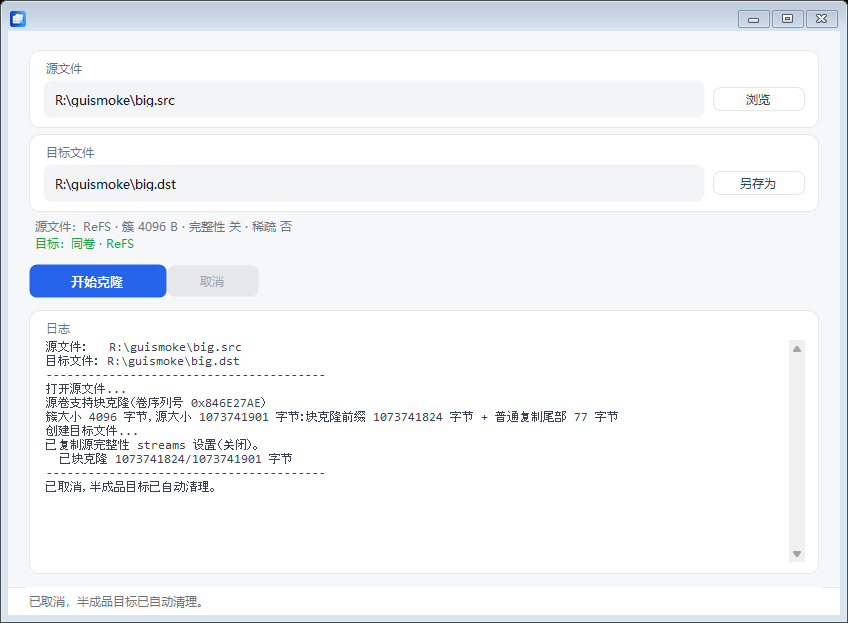 源文件
R:\guismoke\big.src
浏览
目标文件
R:\guismoke\big.dst
另存为
源文件: ReFS · 簇 4096 B · 完整性 关 · 稀疏 否
目标: 同卷 · ReFS
开始克隆
取消
日志
源文件:   R:\guismoke\big.src
目标文件: R:\guismoke\big.dst
----------------------------------------
打开源文件...
源卷支持块克隆(卷序列号 0x846E27AE)
簇大小 4096 字节,源大小 1073741901 字节:块克隆前缀 1073741824 字节 + 普通复制尾部 77 字节
创建目标文件...
已复制源完整性 streams 设置(关闭)。
  已块克隆 1073741824/1073741901 字节
----------------------------------------
已取消,半成品目标已自动清理。
已取消，半成品目标已自动清理。